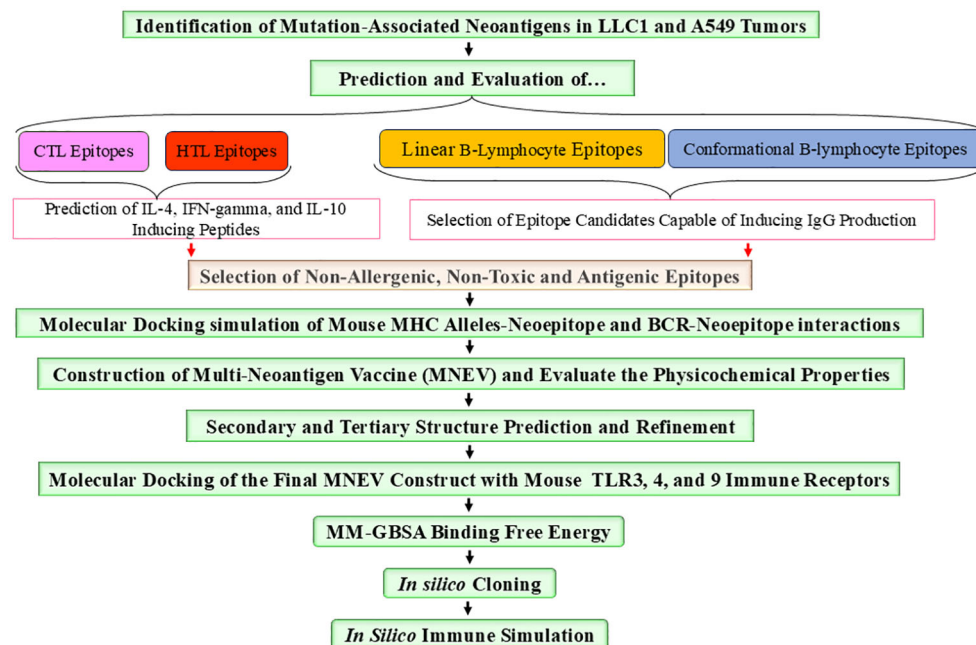 Identification of Mutation-Associated Neoantigens in LLC1 and A549 Tumors
Prediction and Evaluation of…
CTL Epitopes
HTL Epitopes
Linear B-Lymphocyte Epitopes
Conformational B-lymphocyte Epitopes
Prediction of IL-4, IFN-gamma, and IL-10
Inducing Peptides
Selection of Epitope Candidates Capable of Inducing IgG Production
Selection of Non-Allergenic, Non-Toxic and Antigenic Epitopes
Molecular Docking simulation of Mouse MHC Alleles-Neoepitope and BCR-Neoepitope interactions
Construction of Multi-Neoantigen Vaccine (MNEV) and Evaluate the Physicochemical Properties
Secondary and Tertiary Structure Prediction and Refinement
Molecular Docking of the Final MNEV Construct with Mouse TLR3, 4, and 9 Immune Receptors
MM-GBSA Binding Free Energy
In silico Cloning
In Silico Immune Simulation